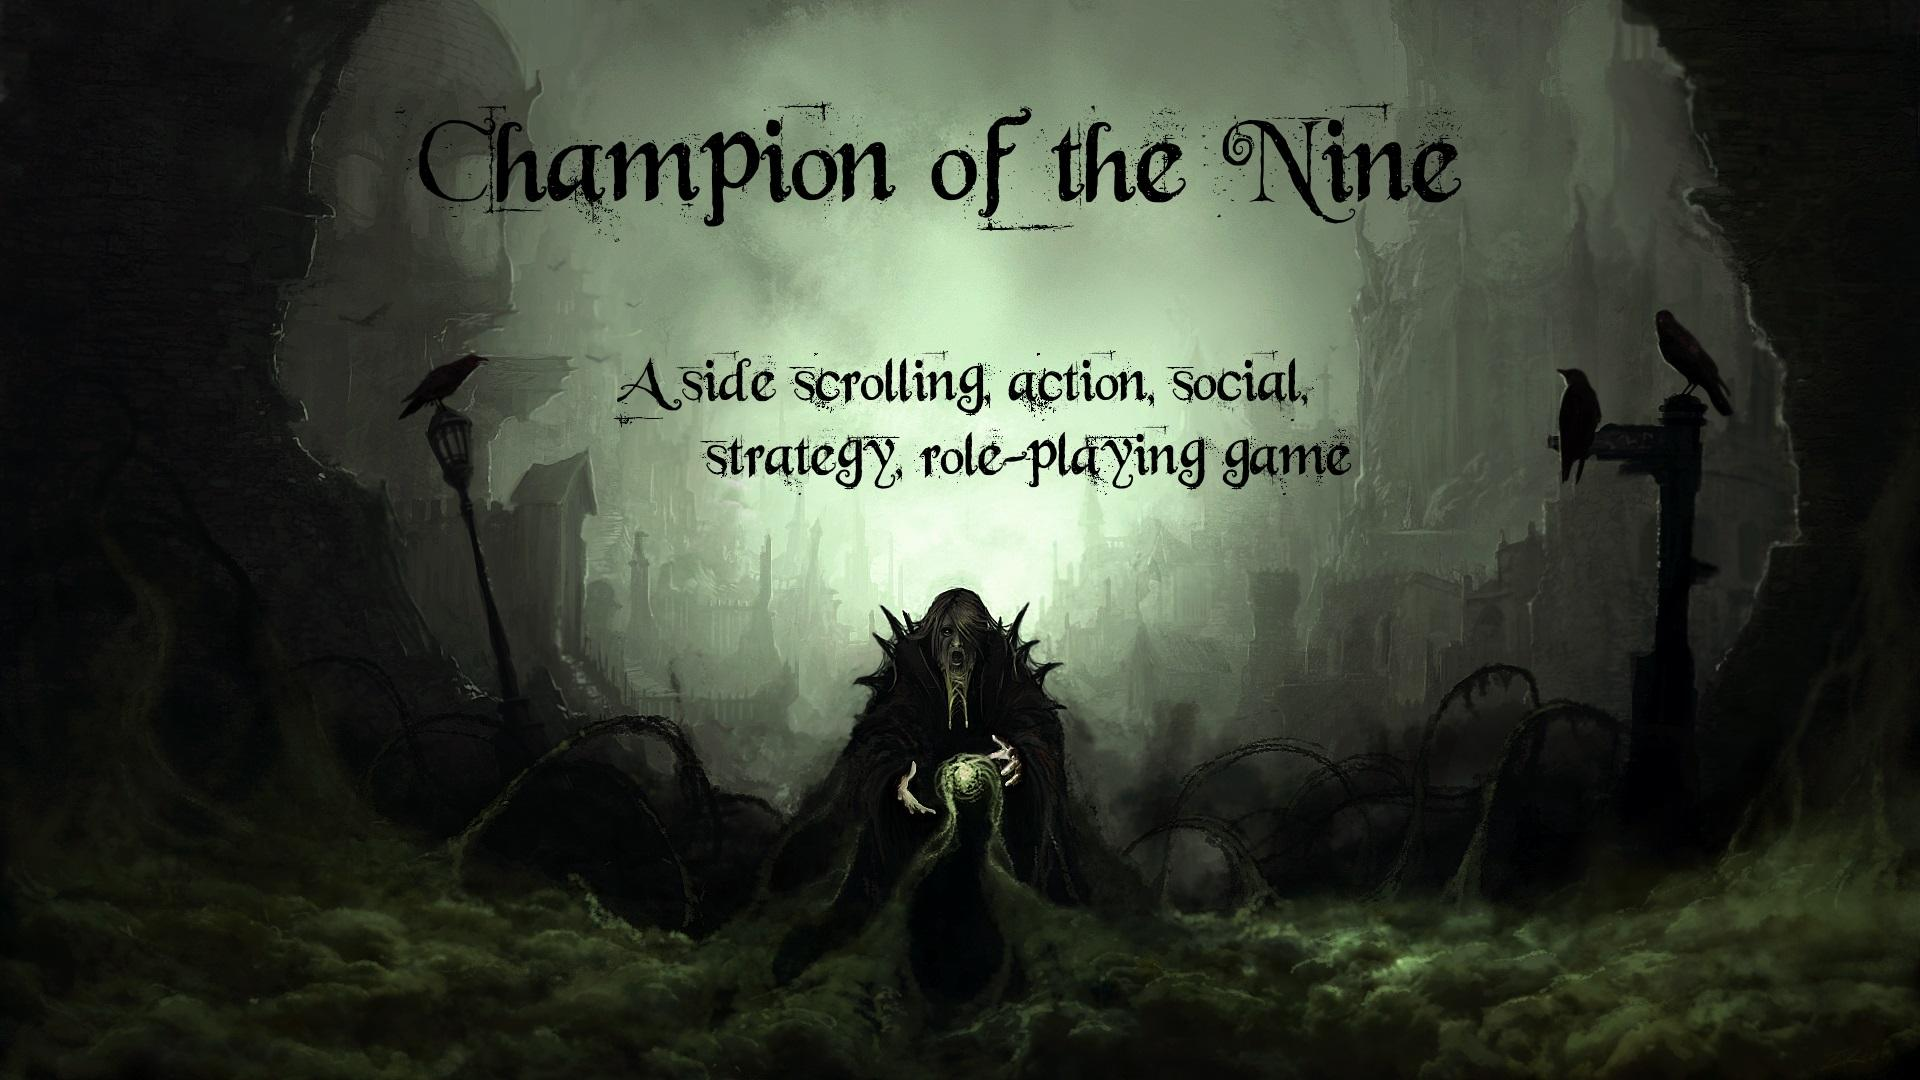 Champion of the Nine
A side scrolling, action, social,
strategy, role-playing game